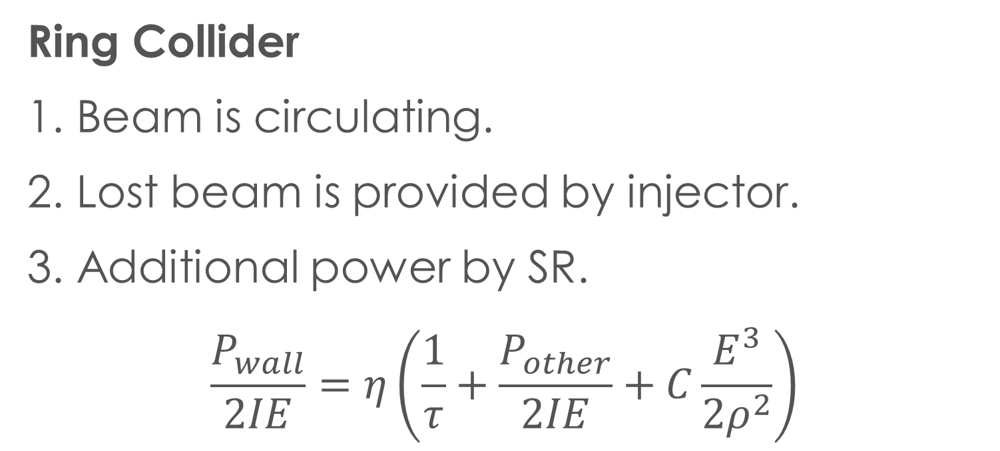 Ring Collider
1. Beam is circulating.
2. Lost beam is provided by injector.
3. Additional power by SR.
\frac{P_{wall}}{2IE} = \eta \left( \frac{1}{\tau} + \frac{P_{other}}{2IE} + C \frac{E^3}{2\rho^2} \right)